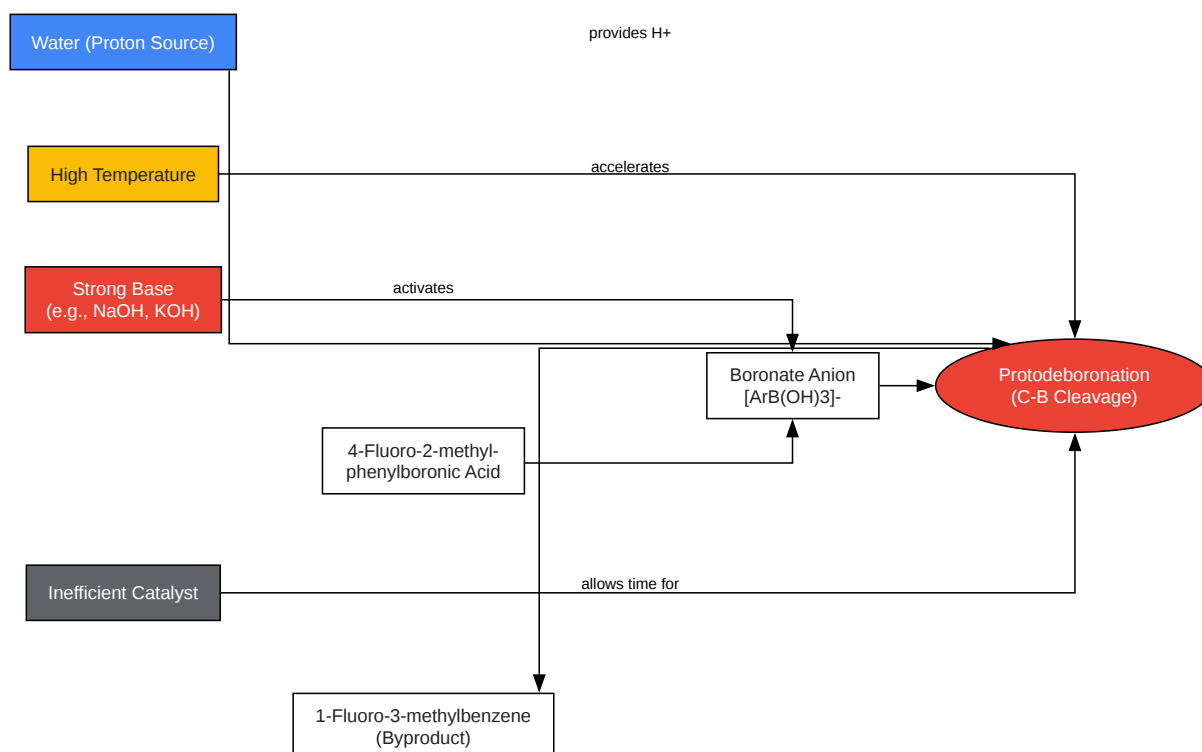 Water (Proton Source)
provides H+
High Temperature
accelerates
Strong Base
(e.g., NaOH, KOH)
activates
Boronate Anion
[ArB(OH)3]-
Protodeboronation
(C-B Cleavage)
4-Fluoro-2-methyl-
phenylboronic Acid
Inefficient Catalyst
allows time for
1-Fluoro-3-methylbenzene
(Byproduct)